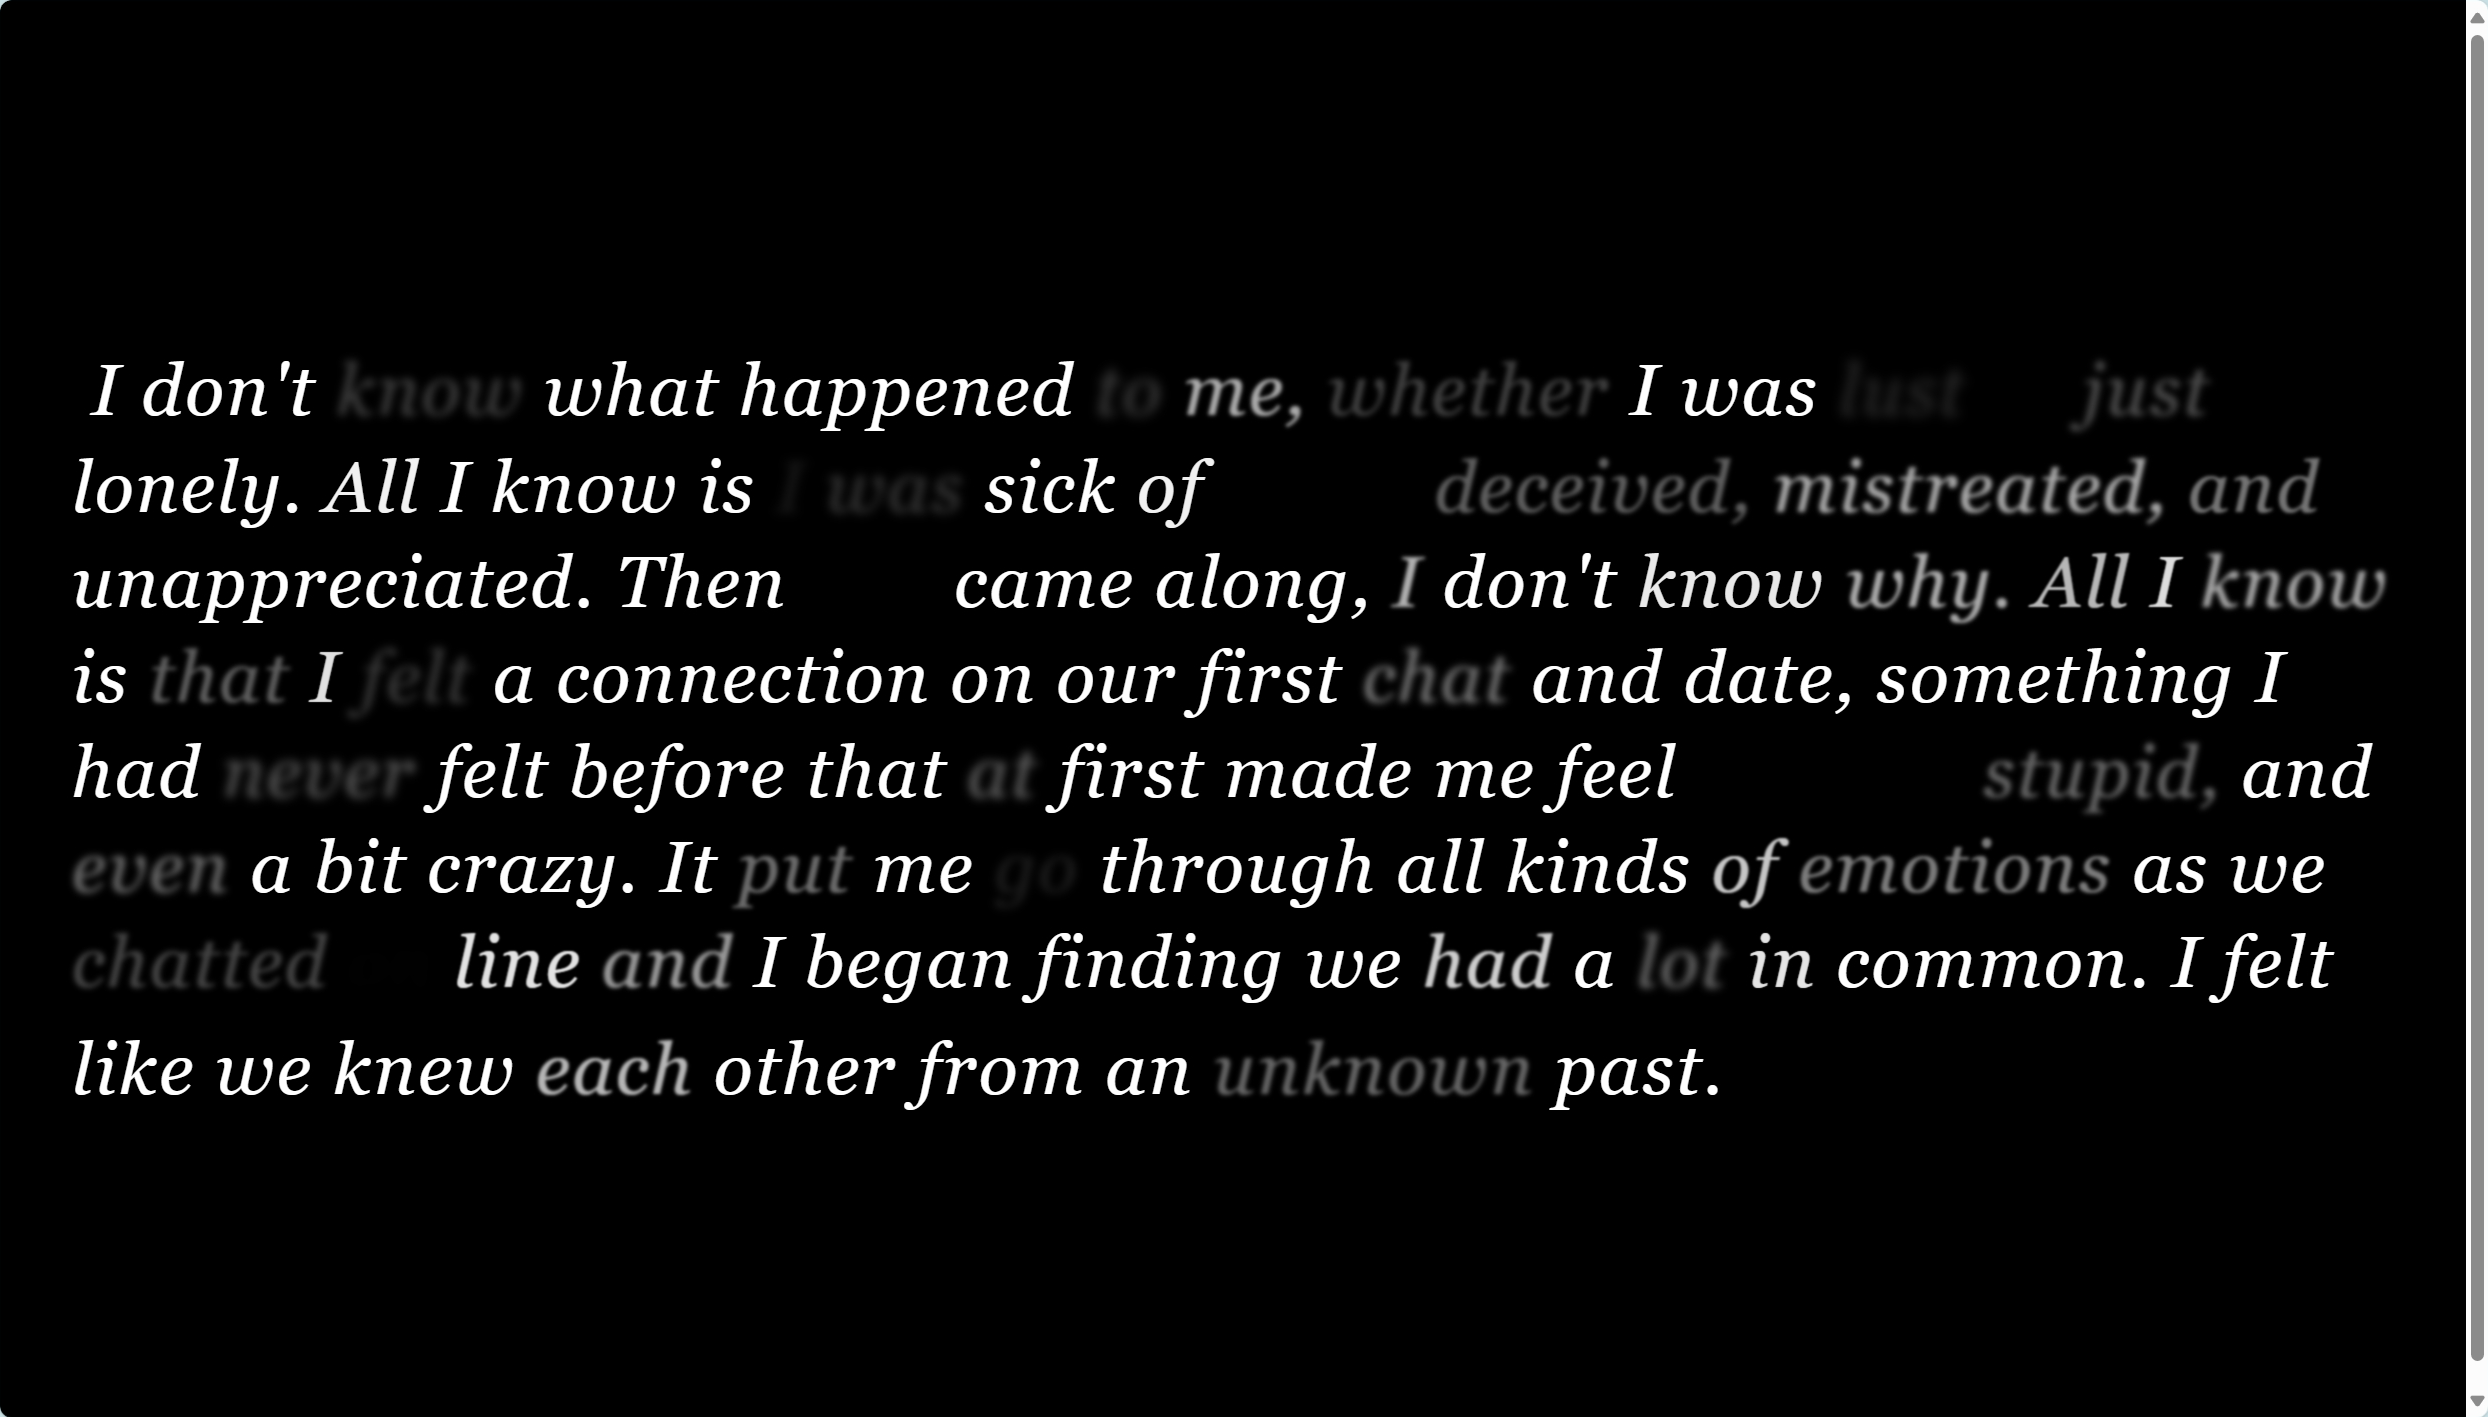 I don't know what happened to me, whether I was lust just
lonely. All I know is I was sick of deceived, mistreated, and
unappreciated. Then came along, I don't know why. All I know
is that I felt a connection on our first chat and date, something I
had never felt before that at first made me feel stupid, and
even a bit crazy. It put me go through all kinds of emotions as we
chatted line and I began finding we had a lot in common. I felt
like we knew each other from an unknown past.